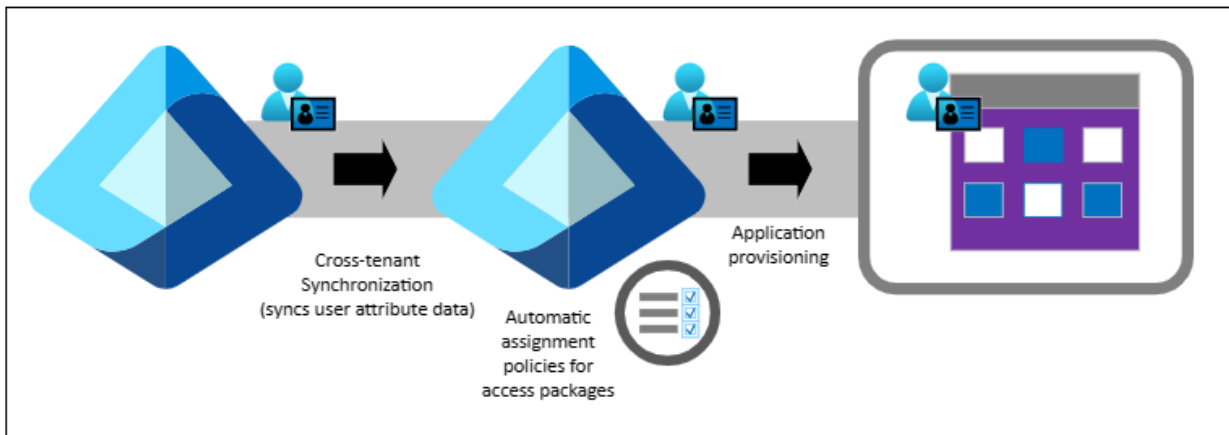 Cross-tenant
Synchronization
(syncs user attribute data)
Automatic
assignment
policies for
access packages
Application
provisioning